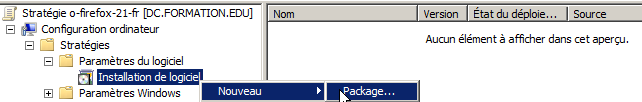 Stratégie o-firefox-21-fr [DC.FORMATION.EDU]
Configuration ordinateur
Stratégies
Paramètres du logiciel
Installation de logiciel
Paramètres Windows
Nom Version État du déploie... Source
Aucun élément à afficher dans cet aperçu.
Nouveau
Package...